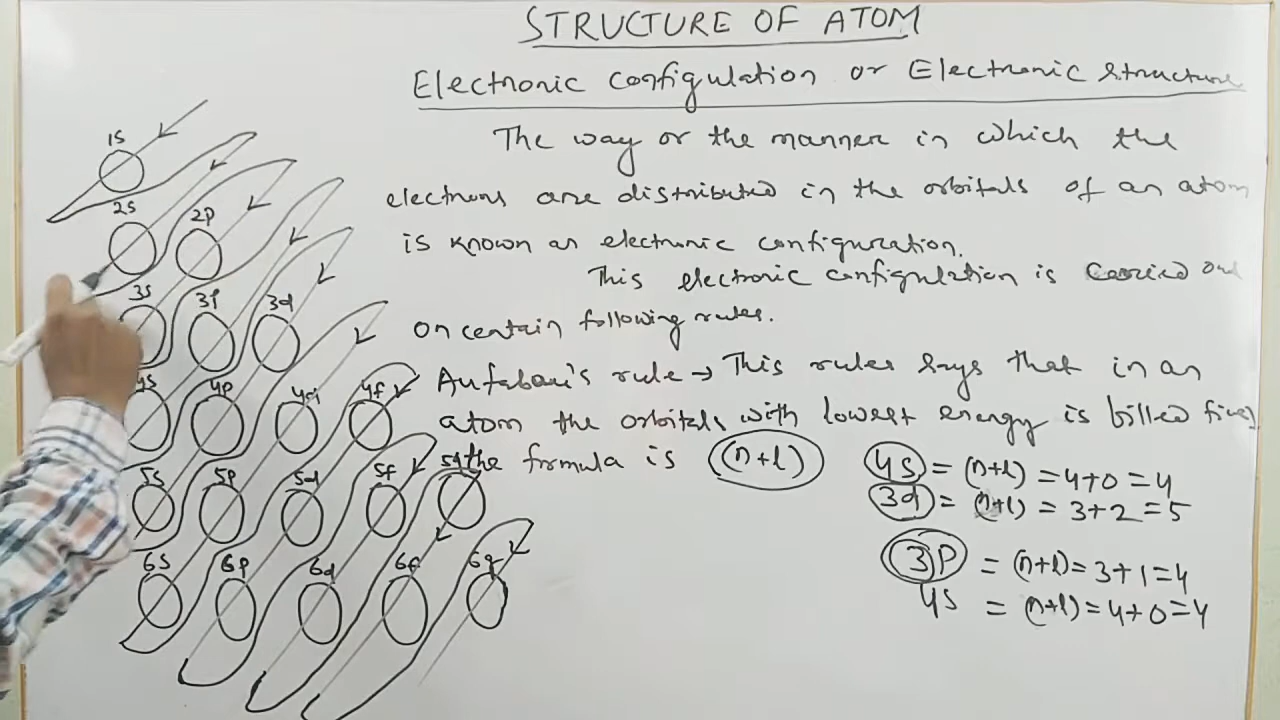 STRUCTURE OF ATOM
Electronic configulation or Electronic structure
The way or the manner in which the
electrons are distributed in the orbitals of an atom
is known as electronic configuration.
This electronic configulation is carried out
on certain following rules.
Aufabau's rule → This rules says that in an
atom the orbitals with lowest energy is billed first
the formula is (n+l)
4s = (n+l) = 4+0 = 4
3d = (n+l) = 3+2 = 5
3P = (n+l) = 3+1 = 4
4s = (n+l) = 4+0 = 4
1s
2s 2p
3s 3p 3d
4s 4p 4d 4f
5s 5p 5d 5f
6s 6p 6d 6f 6g